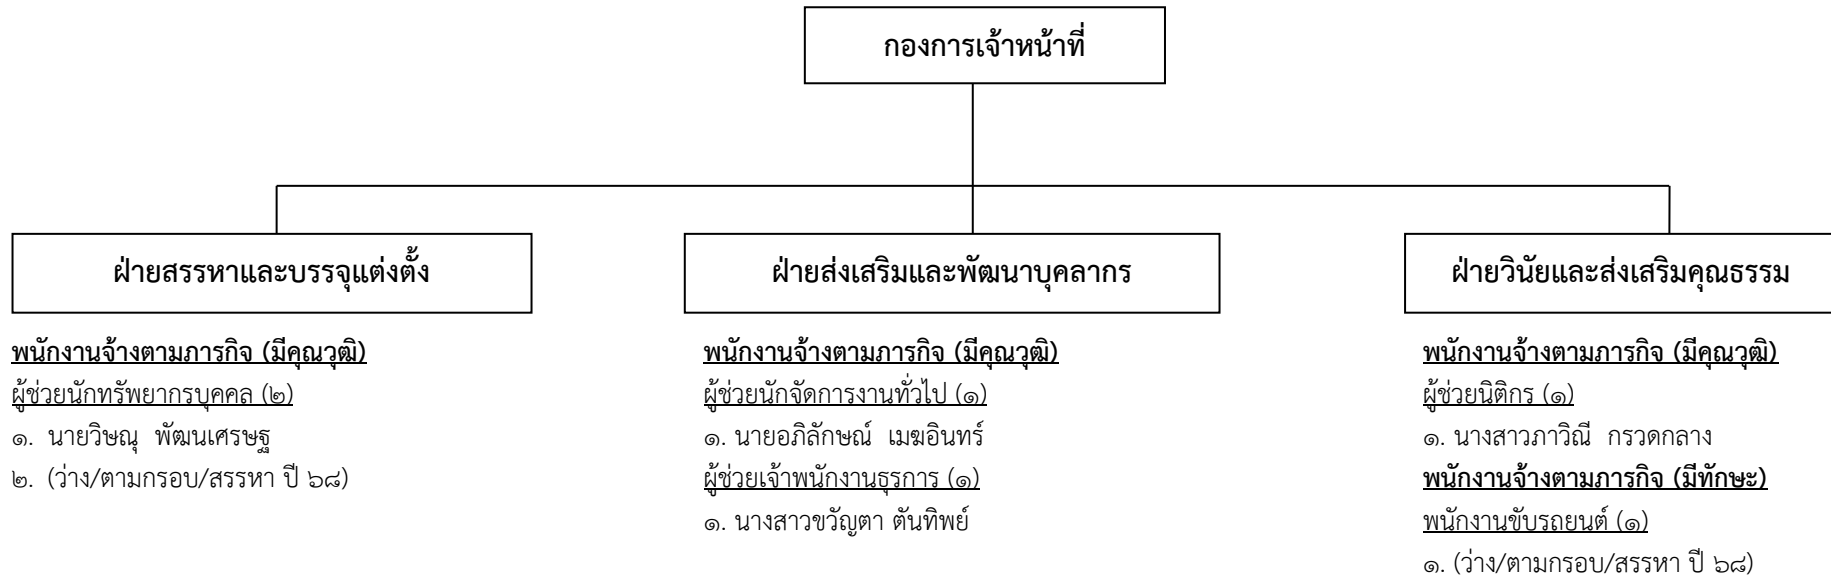 กองการเจ้าหน้าที่
ฝ่ายสรรหาและบรรจุแต่งตั้ง
พนักงานจ้างตามภารกิจ (มีคุณวุฒิ)
ผู้ช่วยนักทรัพยากรบุคคล (๒)
๑. นายวิษณุ พัฒนเศรษฐ
๒. (ว่าง/ตามกรอบ/สรรหา ปี ๖๘)
ฝ่ายส่งเสริมและพัฒนาบุคลากร
พนักงานจ้างตามภารกิจ (มีคุณวุฒิ)
ผู้ช่วยนักจัดการงานทั่วไป (๑)
๑. นายอภิลักษณ์ เมฆอินทร์
ผู้ช่วยเจ้าพนักงานธุรการ (๑)
๑. นางสาวขวัญตา ตันทิพย์
ฝ่ายวินัยและส่งเสริมคุณธรรม
พนักงานจ้างตามภารกิจ (มีคุณวุฒิ)
ผู้ช่วยนิติกร (๑)
๑. นางสาวภาวิณี กรวดกลาง
พนักงานจ้างตามภารกิจ (มีทักษะ)
พนักงานขับรถยนต์ (๑)
๑. (ว่าง/ตามกรอบ/สรรหา ปี ๖๘)